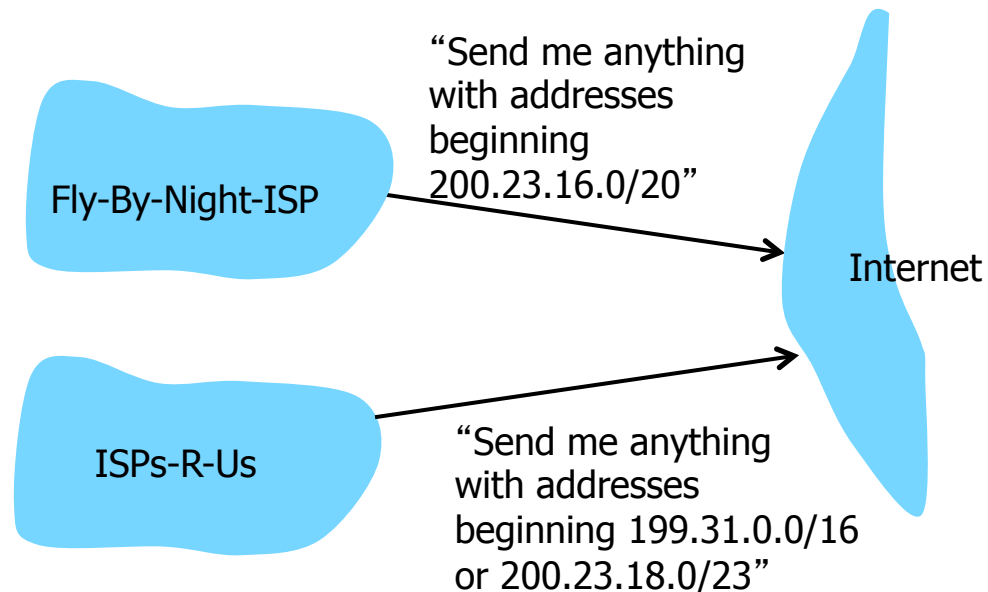 “Send me anything
with addresses
beginning
200.23.16.0/20”
Fly-By-Night-ISP
Internet
ISPs-R-Us
“Send me anything
with addresses
beginning 199.31.0.0/16
or 200.23.18.0/23”